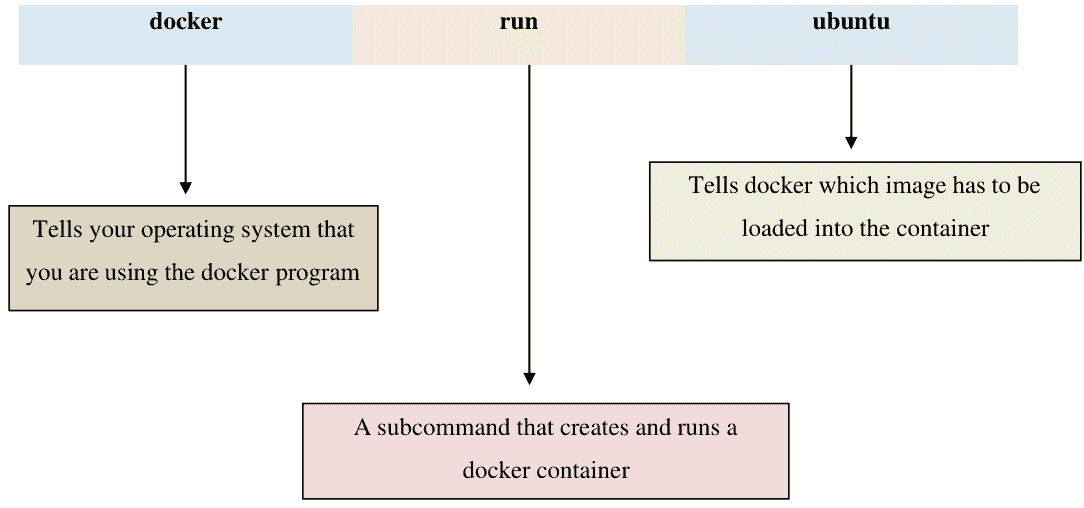 docker run ubuntu
Tells your operating system that
you are using the docker program
A subcommand that creates and runs a
docker container
Tells docker which image has to be
loaded into the container